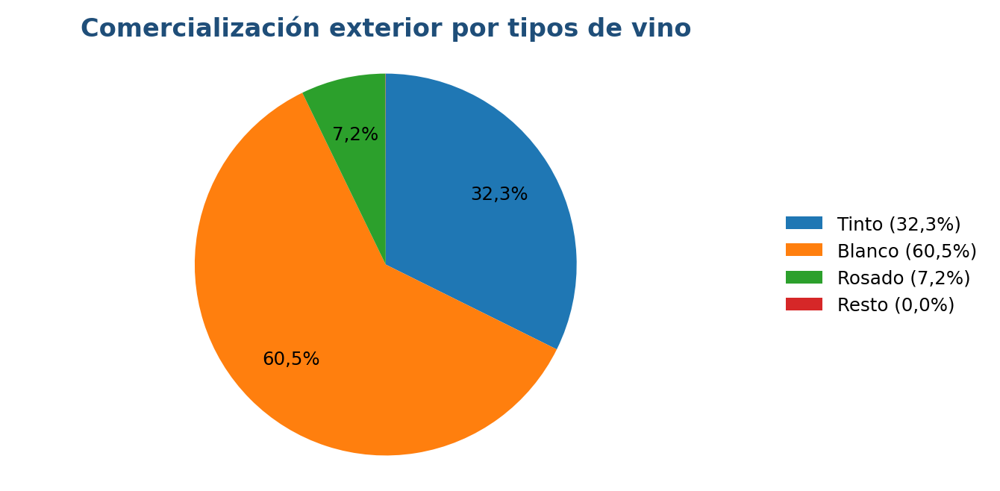 Comercialización exterior por tipos de vino
7,2%
32,3%
60,5%
Tinto (32,3%)
Blanco (60,5%)
Rosado (7,2%)
Resto (0,0%)